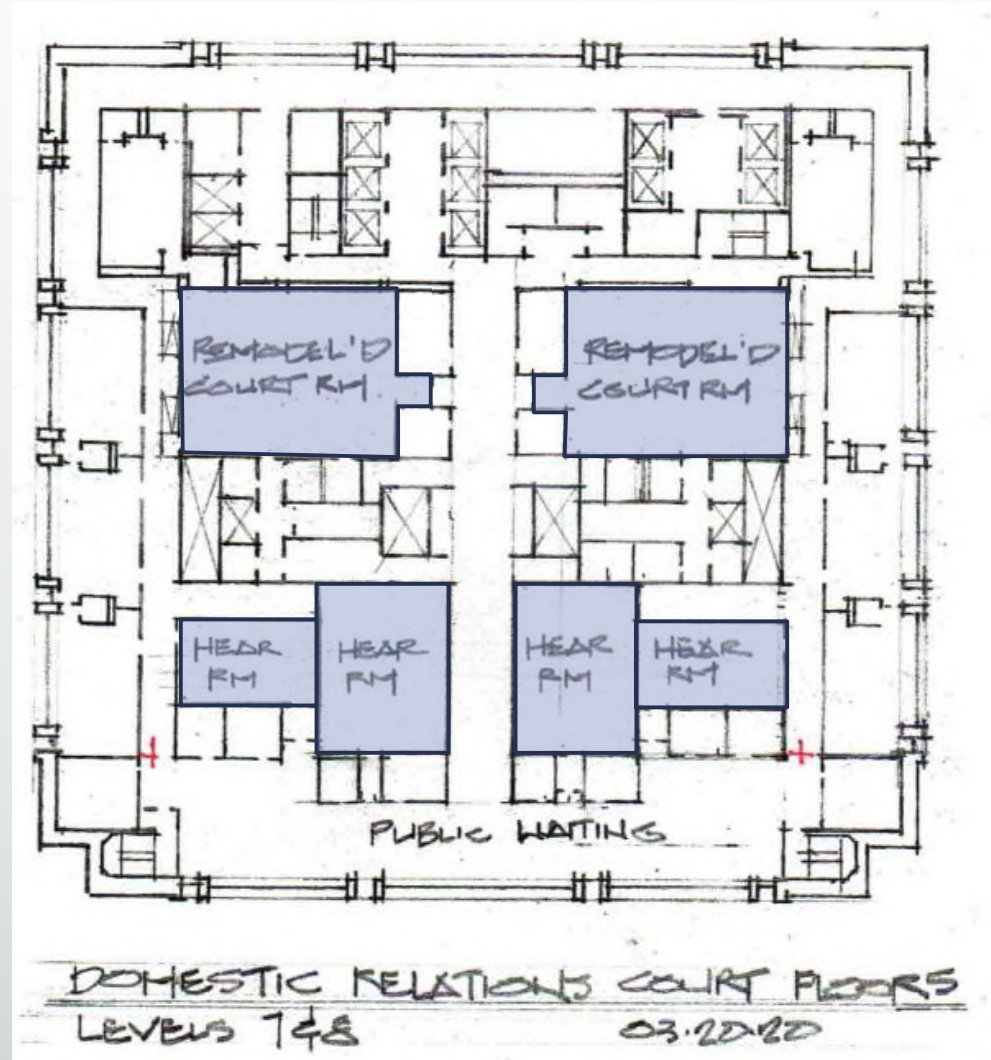 REMODEL'D
COURT RM
REMODEL'D
COURT RM
HEAR
RM
HEAR
RM
HEAR
RM
HEAR
RM
PUBLIC WAITING
DOMESTIC RELATIONS COURT FLOORS
LEVELS 7&8 03.20.20